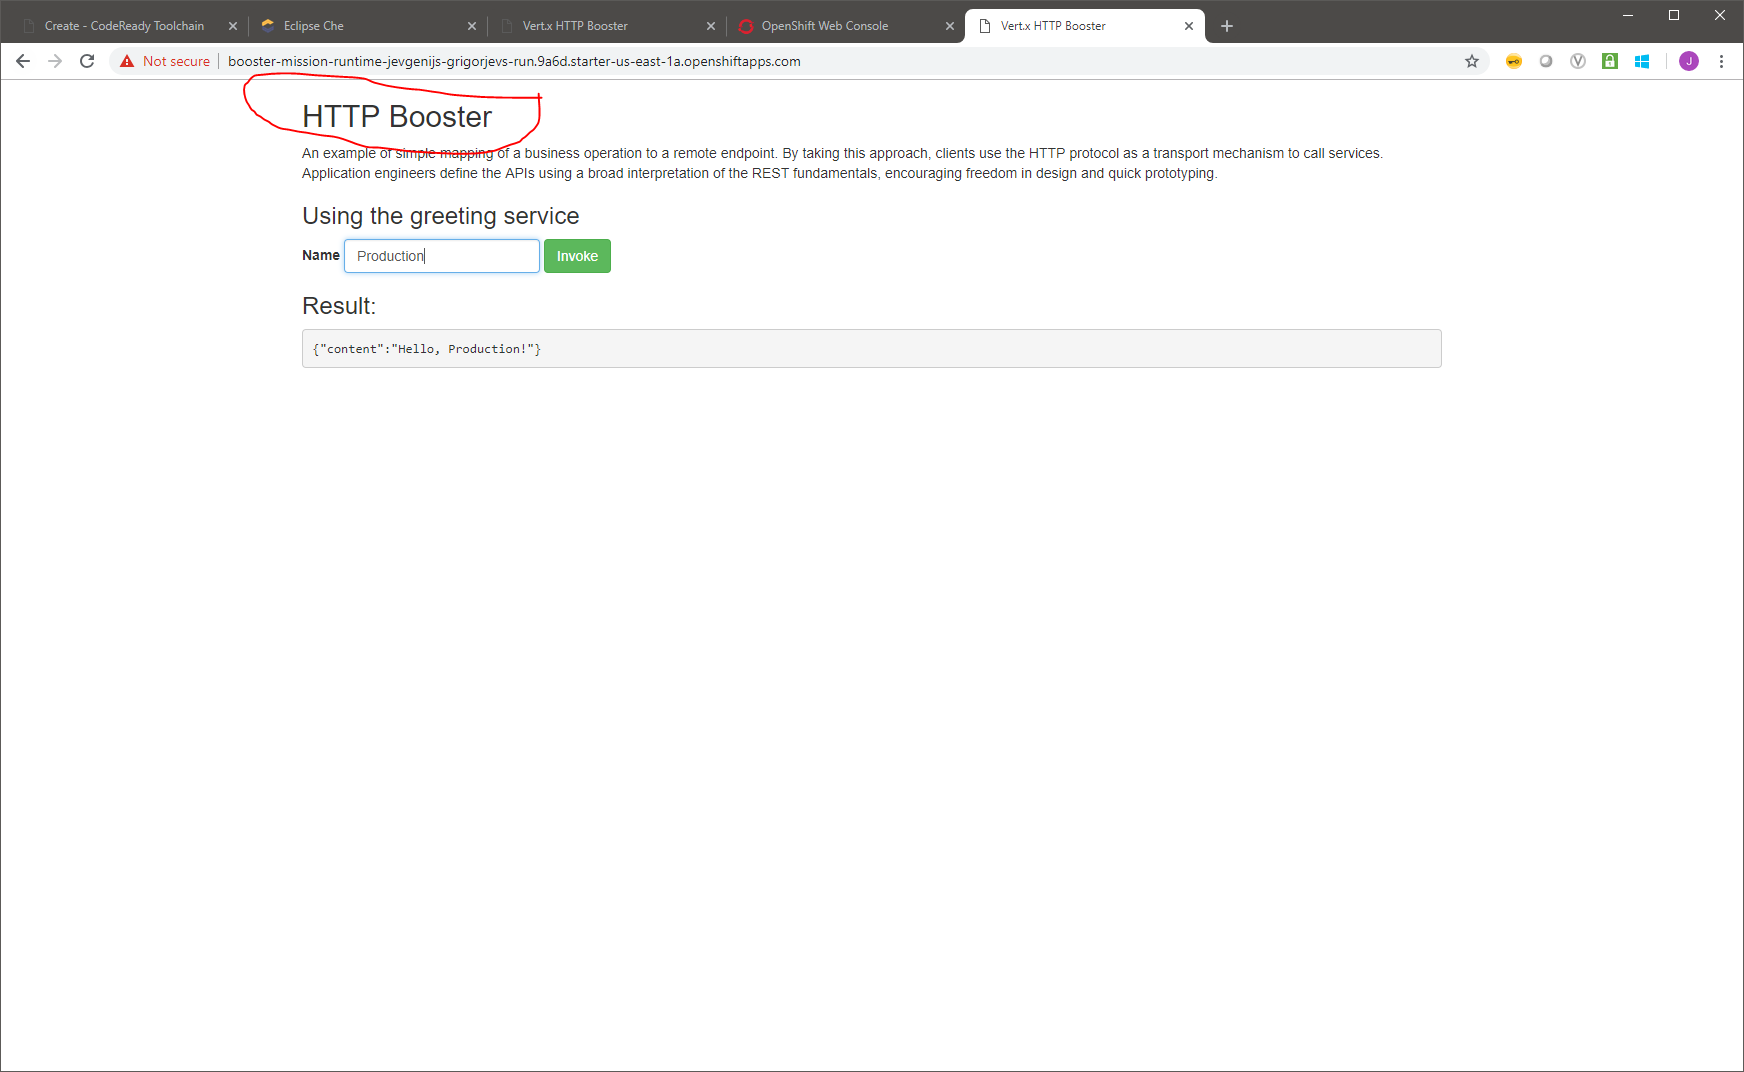 Create - CodeReady Toolchain
Eclipse Che
Vert.x HTTP Booster
OpenShift Web Console
Vert.x HTTP Booster
Not secure
booster-mission-runtime-jevgenijs-grigorjevs-run.9a6d.starter-us-east-1a.openshiftapps.com
V
J
HTTP Booster
An example of simple mapping of a business operation to a remote endpoint. By taking this approach, clients use the HTTP protocol as a transport mechanism to call services.
Application engineers define the APIs using a broad interpretation of the REST fundamentals, encouraging freedom in design and quick prototyping.
Using the greeting service
Name Production Invoke
Result:
{"content":"Hello, Production!"}